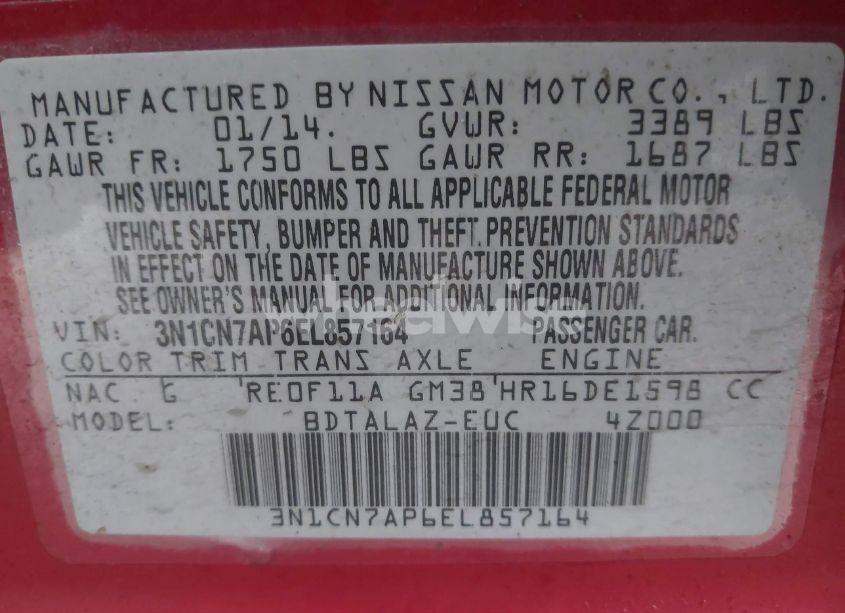 MANUFACTURED BY NISSAN MOTOR CO., LTD.
DATE: 01/14. GVWR: 3389 LBS
GAWR FR: 1750 LBS GAWR RR: 1687 LBS
THIS VEHICLE CONFORMS TO ALL APPLICABLE FEDERAL MOTOR
VEHICLE SAFETY, BUMPER AND THEFT PREVENTION STANDARDS
IN EFFECT ON THE DATE OF MANUFACTURE SHOWN ABOVE.
SEE OWNER'S MANUAL FOR ADDITIONAL INFORMATION.
wheelwise
VIN: 3N1CN7AP6EL857164 PASSENGER CAR.
COLOR TRIM TRANS AXLE ENGINE
NAC G RE0F11A GM38 HR16DE1598 CC
MODEL: BDTALAZ-EUC 4Z000
3N1CN7AP6EL857164